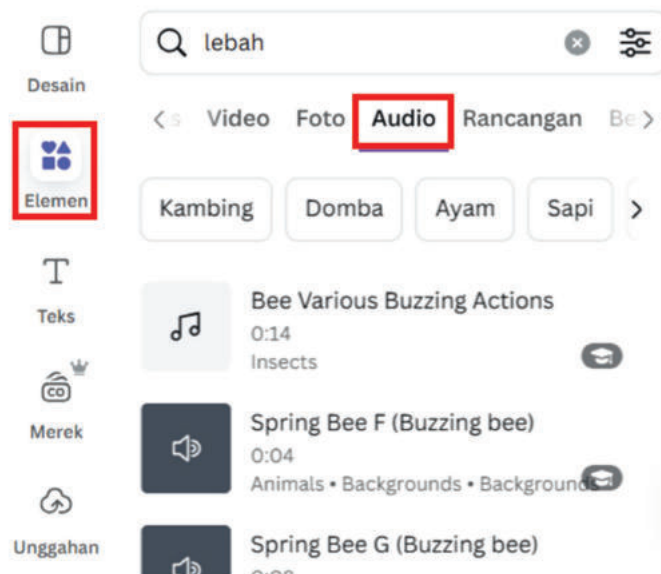 Desain
Elemen
Teks
CO
Merek
Unggahan
lebah
Video Foto Audio Rancangan
Kambing Domba Ayam Sapi
Bee Various Buzzing Actions
0:14
Insects
Spring Bee F (Buzzing bee)
0:04
Animals • Backgrounds • Backgrounds
Spring Bee G (Buzzing bee)